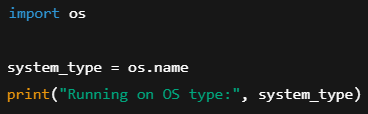 import os

system_type = os.name
print("Running on OS type:", system_type)